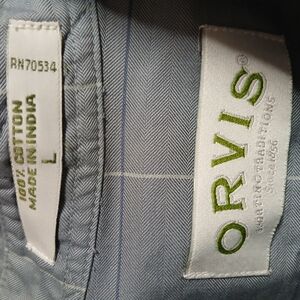 RN70534
100% COTTON
MADE IN INDIA
L
ORVIS®
SPORTING TRADITIONS
Since 1856